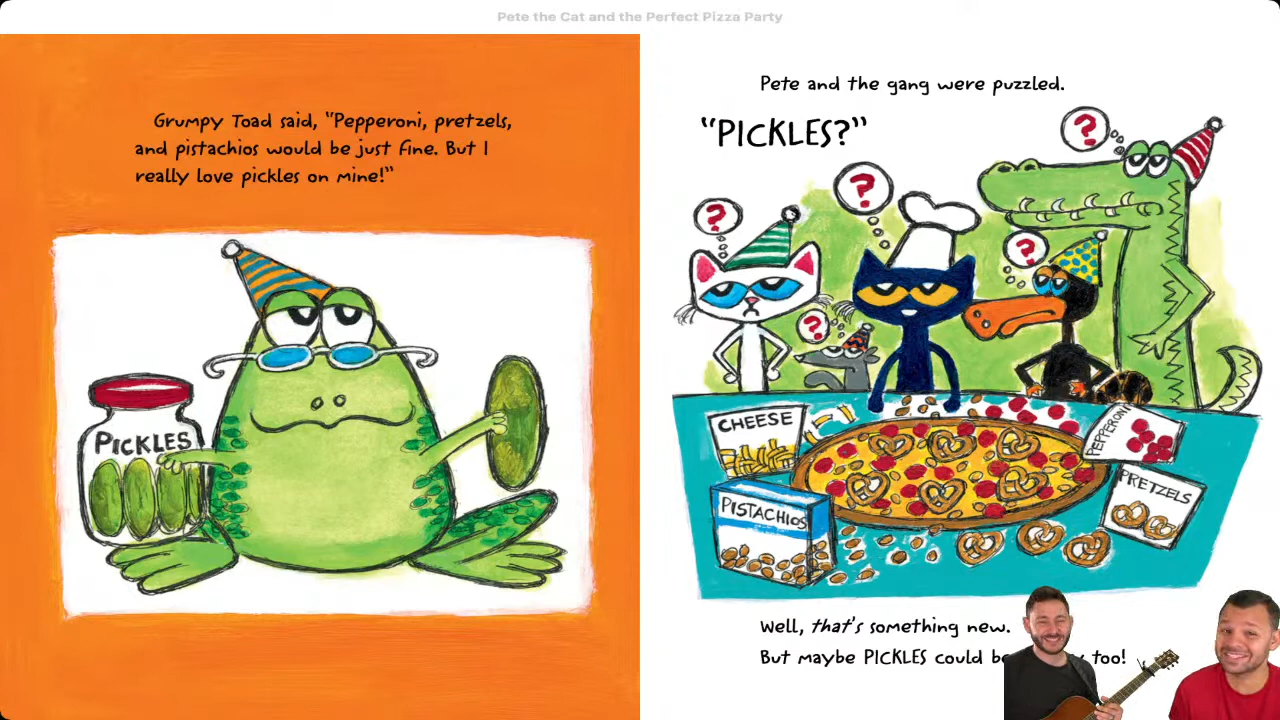 Pete the Cat and the Perfect Pizza Party
Grumpy Toad said, "Pepperoni, pretzels,
and pistachios would be just fine. But I
really love pickles on mine!"
PICKLES
Pete and the gang were puzzled.
"PICKLES?"
?
?
?
?
?
CHEESE
PEPPERONI
PISTACHIOS
PRETZELS
Well, that's something new.
But maybe PICKLES could too!